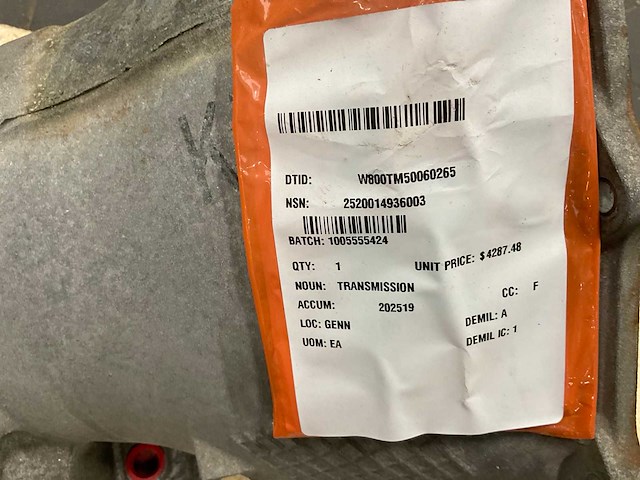 DTID: W800TM50060265
NSN: 2520014936003
BATCH: 1005555424
QTY: 1 UNIT PRICE: $4287.48
NOUN: TRANSMISSION
CC: F
ACCUM: 202519
LOC: GENN DEMIL: A
UOM: EA DEMIL IC: 1